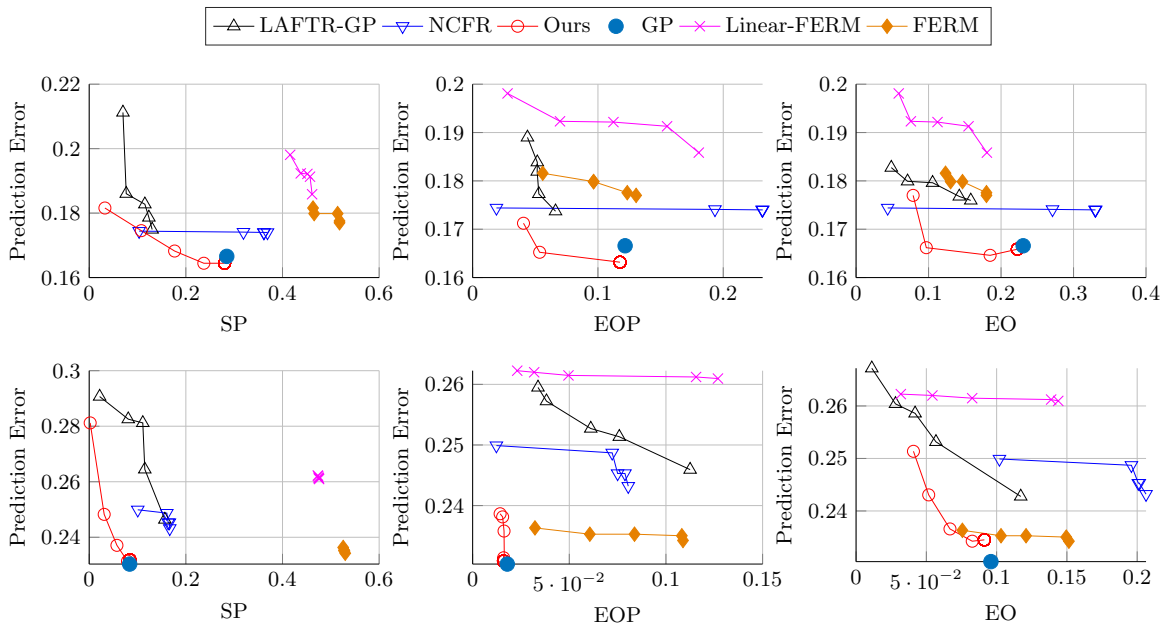 LAFTR-GP NCFR Ours GP Linear-FERM FERM
0.22
0.2
0.18
0.16
0 0.2 0.4 0.6
SP
Prediction Error
0.2
0.19
0.18
0.17
0.16
0 0.1 0.2
EOP
Prediction Error
0.2
0.19
0.18
0.17
0.16
0 0.1 0.2 0.3 0.4
EO
Prediction Error
0.3
0.28
0.26
0.24
0 0.2 0.4 0.6
SP
Prediction Error
0.26
0.25
0.24
0 5 · 10⁻² 0.1 0.15
EOP
Prediction Error
0.26
0.25
0.24
0 5 · 10⁻² 0.1 0.15 0.2
EO
Prediction Error